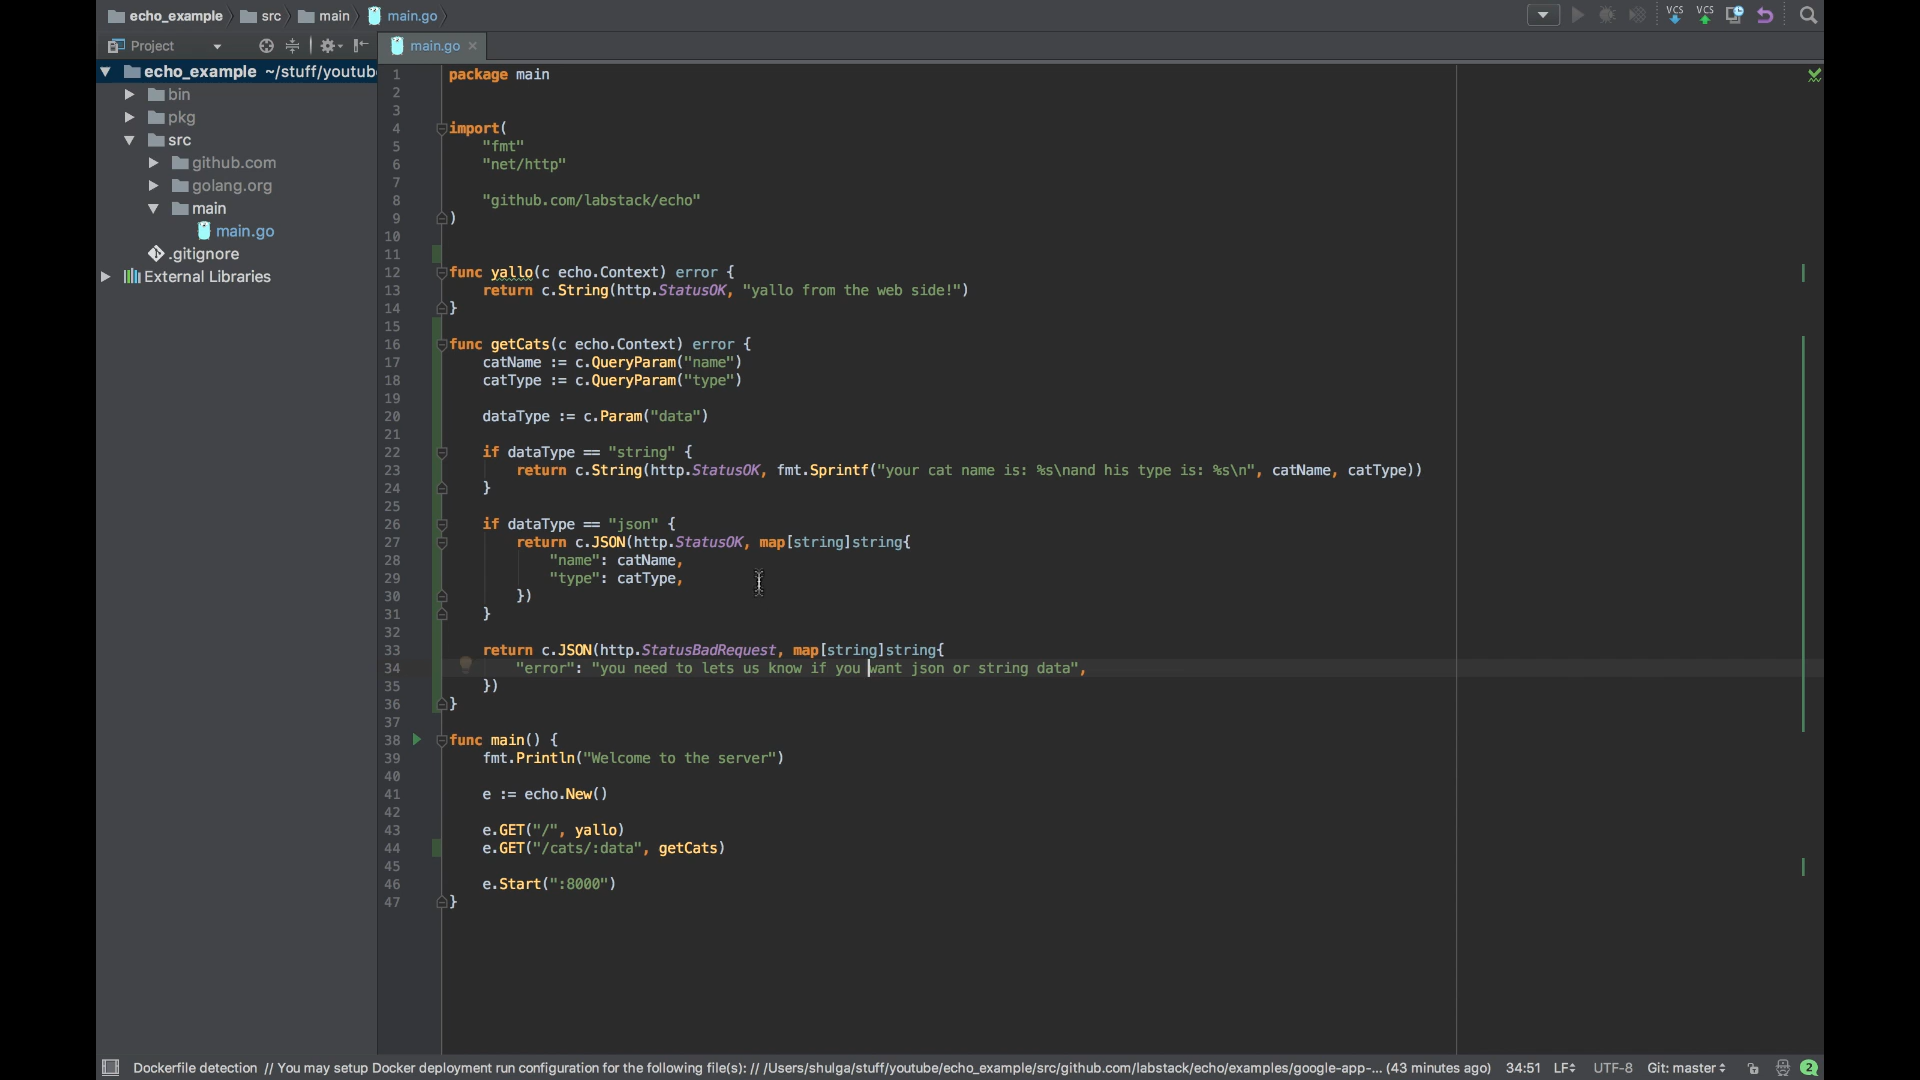 echo_example src main main.go
VCS VCS
Project
main.go ×
echo_example ~/stuff/youtub
bin
pkg
src
github.com
golang.org
main
main.go
.gitignore
External Libraries
1 package main
2
3
4 import(
5 "fmt"
6 "net/http"
7
8 "github.com/labstack/echo"
9 )
10
11
12 func yallo(c echo.Context) error {
13 return c.String(http.StatusOK, "yallo from the web side!")
14 }
15
16 func getCats(c echo.Context) error {
17 catName := c.QueryParam("name")
18 catType := c.QueryParam("type")
19
20 dataType := c.Param("data")
21
22 if dataType == "string" {
23 return c.String(http.StatusOK, fmt.Sprintf("your cat name is: %s\nand his type is: %s\n", catName, catType))
24 }
25
26 if dataType == "json" {
27 return c.JSON(http.StatusOK, map[string]string{
28 "name": catName,
29 "type": catType,
30 })
31 }
32
33 return c.JSON(http.StatusBadRequest, map[string]string{
34 "error": "you need to lets us know if you want json or string data",
35 })
36 }
37
38 func main() {
39 fmt.Println("Welcome to the server")
40
41 e := echo.New()
42
43 e.GET("/", yallo)
44 e.GET("/cats/:data", getCats)
45
46 e.Start(":8000")
47 }
Dockerfile detection // You may setup Docker deployment run configuration for the following file(s): // /Users/shulga/stuff/youtube/echo_example/src/github.com/labstack/echo/examples/google-app-... (43 minutes ago) 34:51 LF UTF-8 Git: master 2